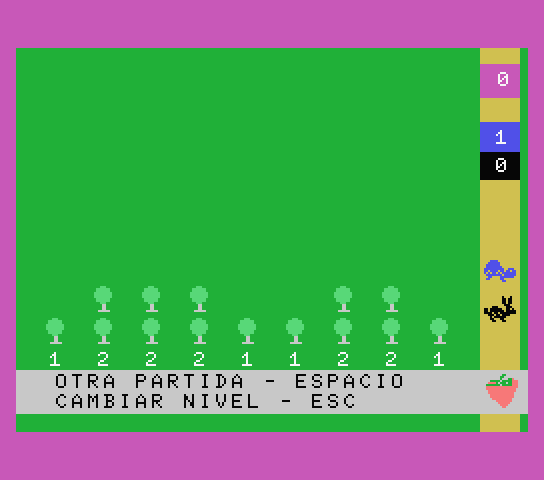 0
1
0
1 2 2 2 1 1 2 2 1
OTRA PARTIDA - ESPACIO
CAMBIAR NIVEL - ESC